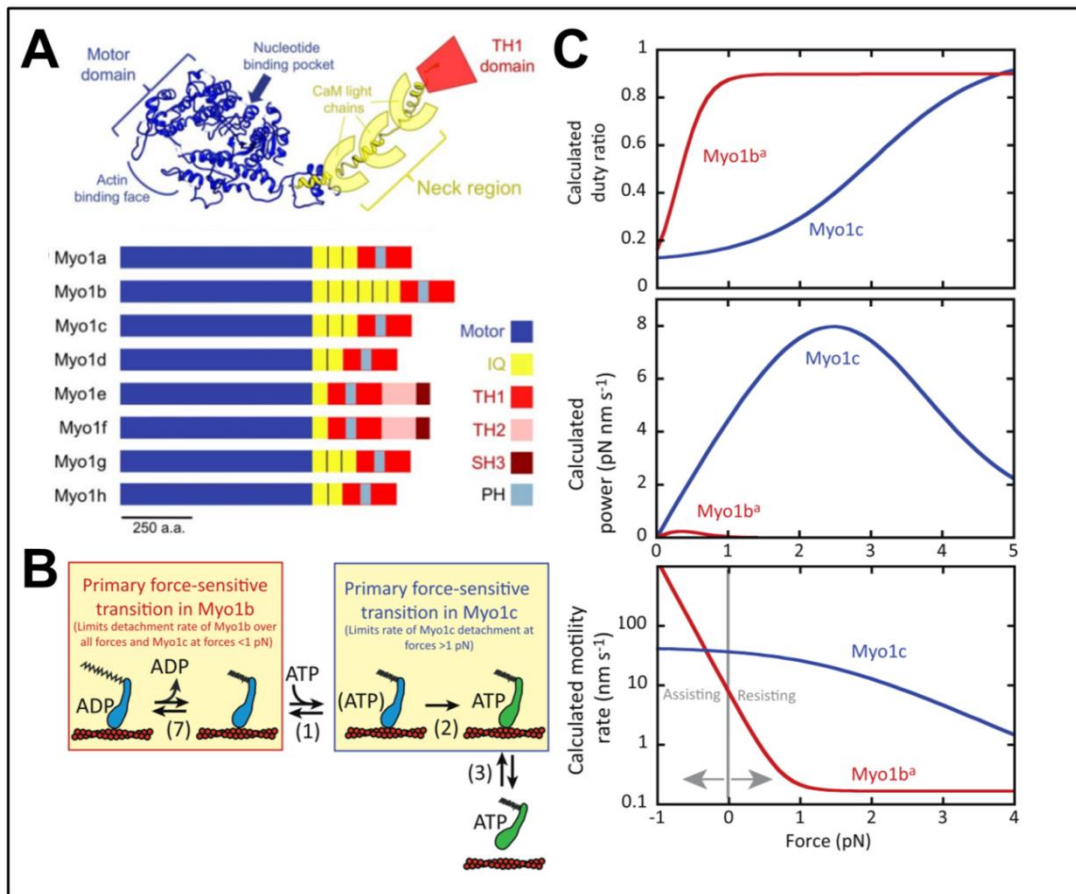 A
Motor
domain
Nucleotide
binding pocket
TH1
domain
CaM light
chains
Actin
binding face
Neck region
Myo1a
Myo1b
Myo1c
Myo1d
Myo1e
Myo1f
Myo1g
Myo1h
Motor
IQ
TH1
TH2
SH3
PH
250 a.a.
B
Primary force-sensitive
transition in Myo1b
(Limits detachment rate of Myo1b over
all forces and Myo1c at forces <1 pN)
ADP
ADP
(7)
ATP
(1)
Primary force-sensitive
transition in Myo1c
(Limits rate of Myo1c detachment at
forces >1 pN)
(ATP)
(2)
ATP
(3)
ATP
C
Calculated
duty ratio
1
0.8
0.6
0.4
0.2
0
Myo1bᵃ
Myo1c
Calculated
power (pN nm s⁻¹)
8
6
4
2
0
Myo1c
Myo1bᵃ
0 1 2 3 4 5
Calculated motility
rate (nm s⁻¹)
100
10
1
0.1
Myo1c
Assisting
Resisting
Myo1bᵃ
-1 0 1 2 3 4
Force (pN)